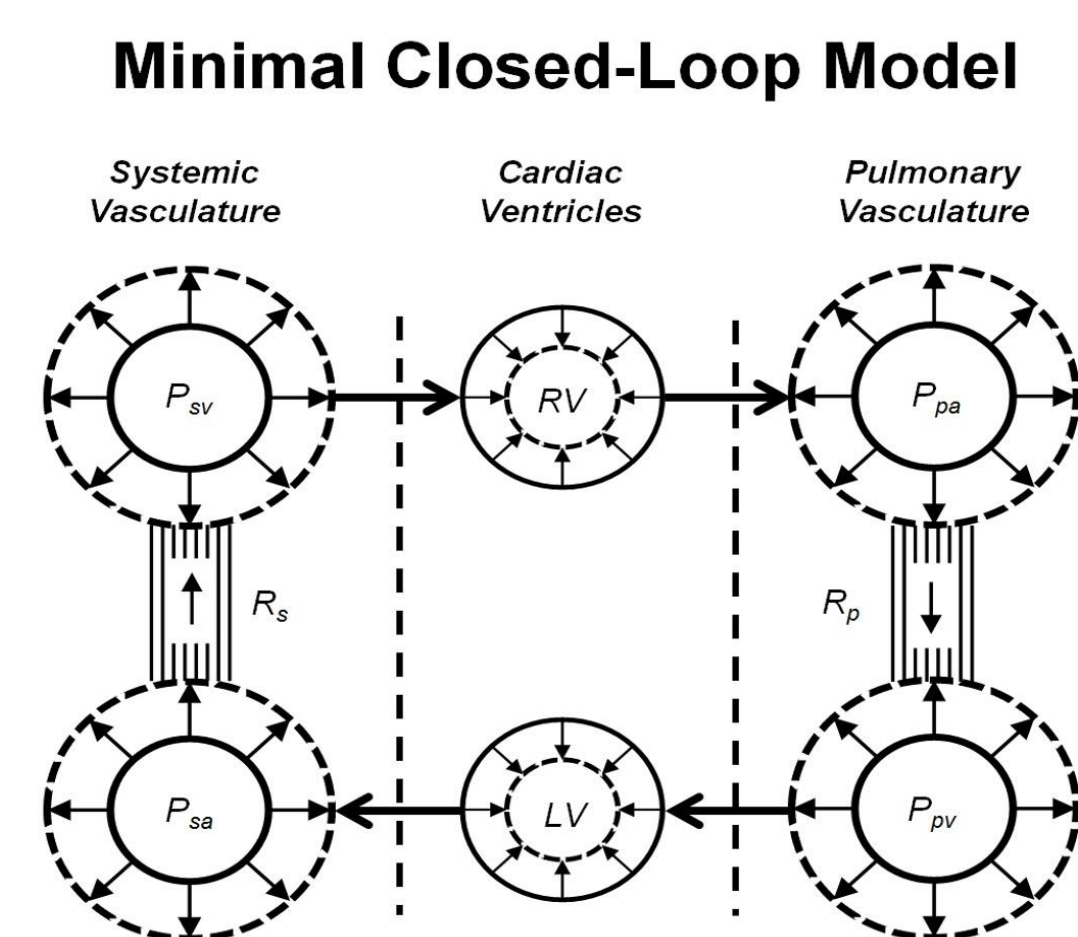 Minimal Closed-Loop Model
Systemic
Vasculature
Cardiac
Ventricles
Pulmonary
Vasculature
Psv
RV
Ppa
Rs
Rp
Psa
LV
Ppv